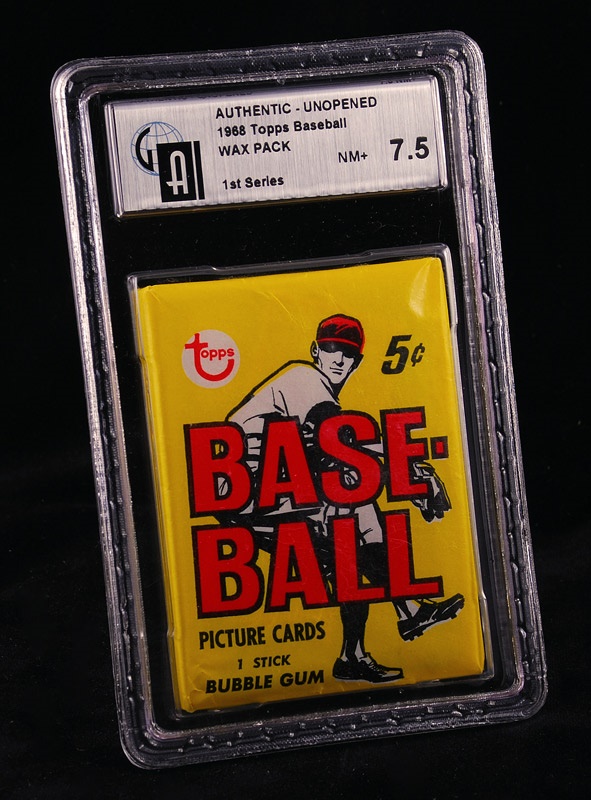 AUTHENTIC - UNOPENED
1968 Topps Baseball
WAX PACK
NM+ 7.5
1st Series
GA
topps
5¢
BASE-
BALL
PICTURE CARDS
1 STICK
BUBBLE GUM